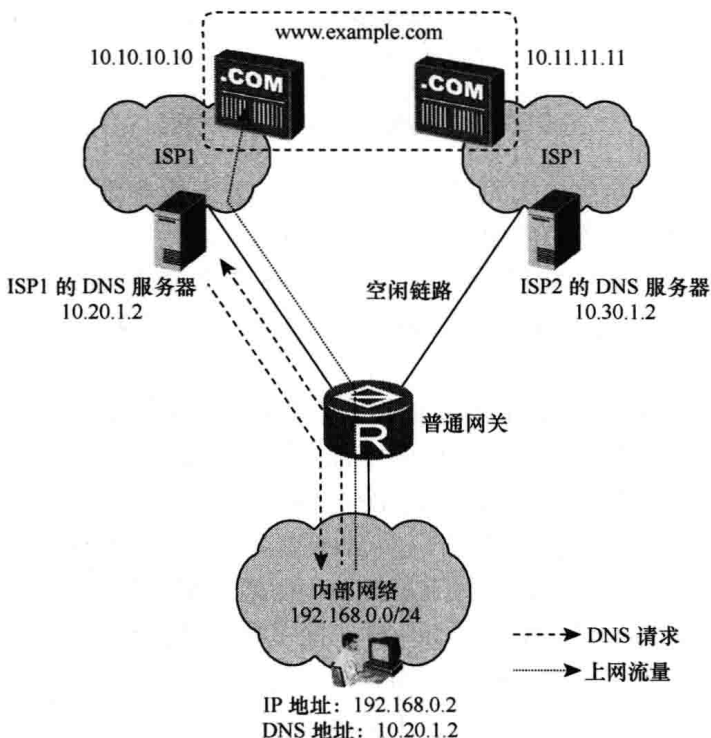 www.example.com
10.10.10.10
10.11.11.11
.COM
.COM
ISP1
ISP1
ISP1 的 DNS 服务器
10.20.1.2
空闲链路
ISP2 的 DNS 服务器
10.30.1.2
普通网关
R
内部网络
192.168.0.0/24
DNS 请求
上网流量
IP 地址：192.168.0.2
DNS 地址：10.20.1.2